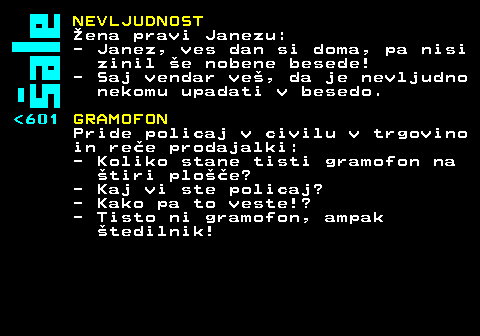 Šale
NEVLJUDNOST
Žena pravi Janezu:
- Janez, ves dan si doma, pa nisi
zinil še nobene besede!
- Saj vendar veš, da je nevljudno
nekomu upadati v besedo.
<601 GRAMOFON
Pride policaj v civilu v trgovino
in reče prodajalki:
- Koliko stane tisti gramofon na
štiri plošče?
- Kaj vi ste policaj?
- Kako pa to veste!?
- Tisto ni gramofon, ampak
štedilnik!